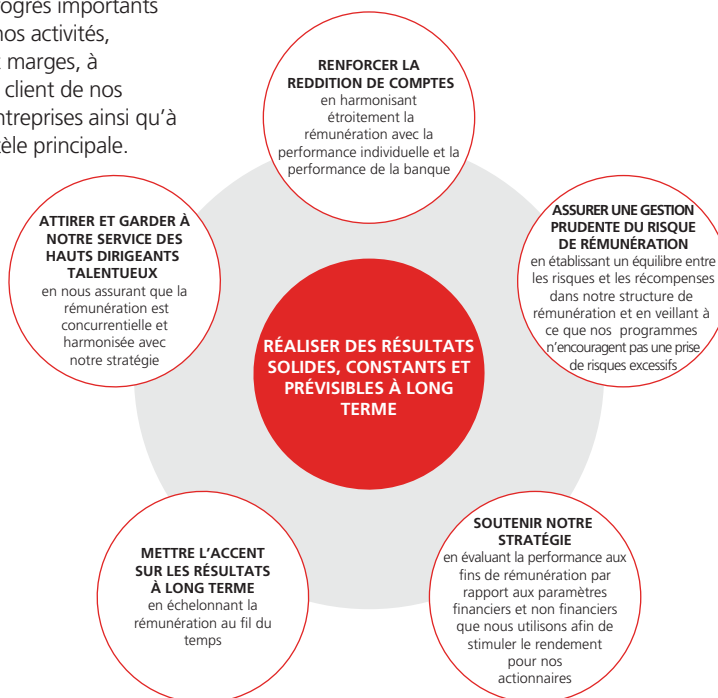 rogrès importants
nos activités,
marges, à
client de nos
ntreprises ainsi qu’à
tèle principale.
RENFORCER LA
REDDITION DE COMPTES
en harmonisant
étroitement la
rémunération avec la
performance individuelle et la
performance de la banque
ATTIRER ET GARDER À
NOTRE SERVICE DES
HAUTS DIRIGEANTS
TALENTUEUX
en nous assurant que la
rémunération est
concurrentielle et
harmonisée avec
notre stratégie
ASSURER UNE GESTION
PRUDENTE DU RISQUE
DE RÉMUNÉRATION
en établissant un équilibre entre
les risques et les récompenses
dans notre structure de
rémunération et en veillant à
ce que nos programmes
n’encouragent pas une prise
de risques excessifs
RÉALISER DES RÉSULTATS
SOLIDES, CONSTANTS ET
PRÉVISIBLES À LONG
TERME
METTRE L’ACCENT
SUR LES RÉSULTATS
À LONG TERME
en échelonnant la
rémunération au fil du
temps
SOUTENIR NOTRE
STRATÉGIE
en évaluant la performance aux
fins de rémunération par
rapport aux paramètres
financiers et non financiers
que nous utilisons afin de
stimuler le rendement
pour nos
actionnaires